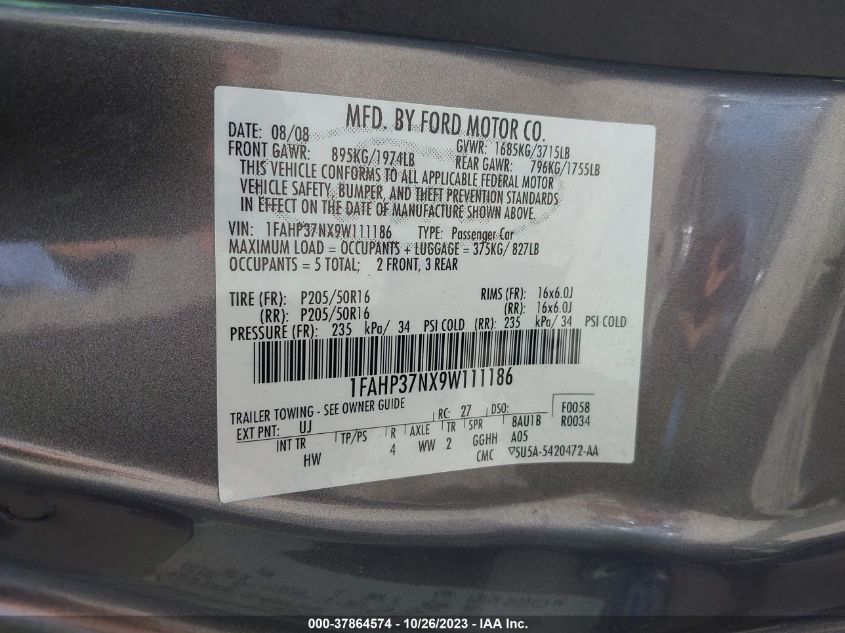 MFD. BY FORD MOTOR CO.
DATE: 08/08 GVWR: 1685KG/3715LB
FRONT GAWR: 895KG/1974LB REAR GAWR: 796KG/1755LB
THIS VEHICLE CONFORMS TO ALL APPLICABLE FEDERAL MOTOR
VEHICLE SAFETY, BUMPER, AND THEFT PREVENTION STANDARDS
IN EFFECT ON THE DATE OF MANUFACTURE SHOWN ABOVE.
VIN: 1FAHP37NX9W111186 TYPE: Passenger Car
MAXIMUM LOAD = OCCUPANTS + LUGGAGE = 375KG/ 827LB
OCCUPANTS = 5 TOTAL; 2 FRONT, 3 REAR
TIRE (FR): P205/50R16 RIMS (FR): 16x6.0J
(RR): P205/50R16 (RR): 16x6.0J
PRESSURE (FR): 235 kPa/ 34 PSI COLD (RR): 235 kPa/ 34 PSI COLD
1FAHP37NX9W111186
TRAILER TOWING - SEE OWNER GUIDE
EXT PNT: UJ RC: 27 DSO: F0058
INT TR TP/PS R AXLE TR SPR 8AU1B R0034
HW 4 WW 2 GGHH A05
CMC ▽5U5A-5420472-AA
000-37864574 / 10/26/2023 - IAA Inc.